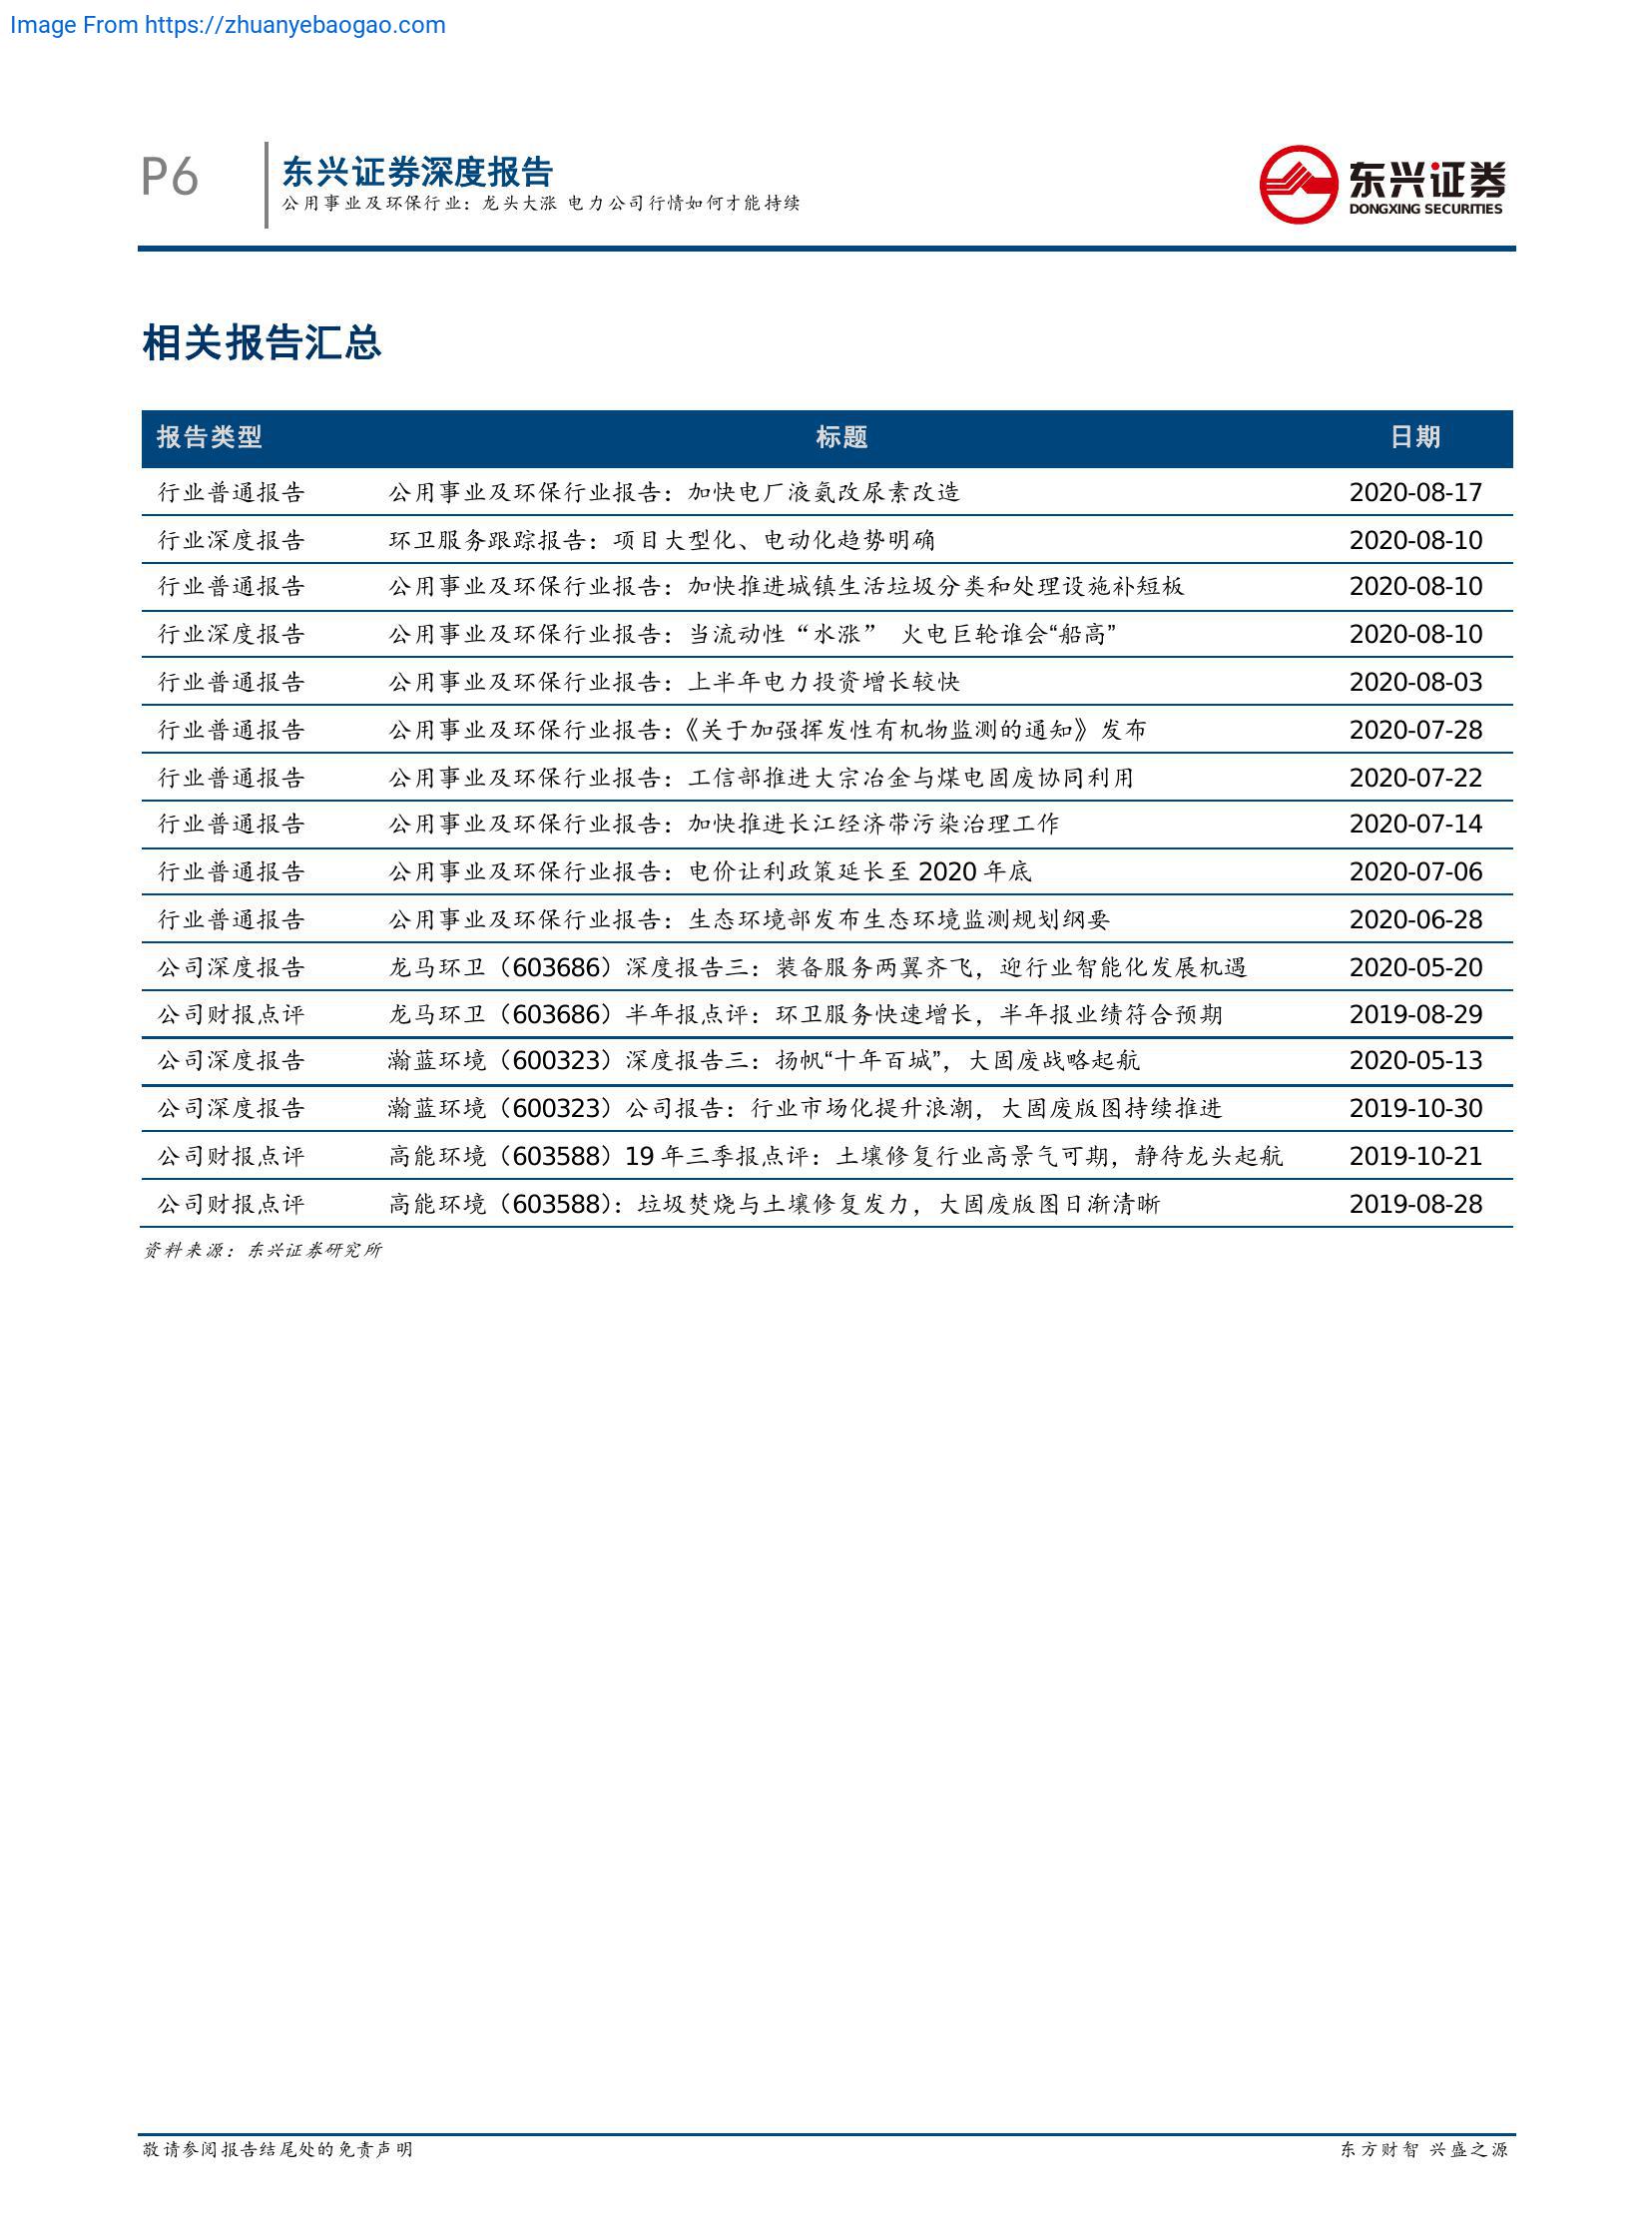 Image From https://zhuanyebaogao.com
P6
东兴证券深度报告
公用事业及环保行业：龙头大涨 电力公司行情如何才能持续
东兴证券
DONGXING SECURITIES
相关报告汇总
报告类型 标题 日期
行业普通报告 公用事业及环保行业报告：加快电厂液氨改尿素改造 2020-08-17
行业深度报告 环卫服务跟踪报告：项目大型化、电动化趋势明确 2020-08-10
行业普通报告 公用事业及环保行业报告：加快推进城镇生活垃圾分类和处理设施补短板 2020-08-10
行业深度报告 公用事业及环保行业报告：当流动性“水涨” 火电巨轮谁会“船高” 2020-08-10
行业普通报告 公用事业及环保行业报告：上半年电力投资增长较快 2020-08-03
行业普通报告 公用事业及环保行业报告：《关于加强挥发性有机物监测的通知》发布 2020-07-28
行业普通报告 公用事业及环保行业报告：工信部推进大宗冶金与煤电固废协同利用 2020-07-22
行业普通报告 公用事业及环保行业报告：加快推进长江经济带污染治理工作 2020-07-14
行业普通报告 公用事业及环保行业报告：电价让利政策延长至 2020 年底 2020-07-06
行业普通报告 公用事业及环保行业报告：生态环境部发布生态环境监测规划纲要 2020-06-28
公司深度报告 龙马环卫（603686）深度报告三：装备服务两翼齐飞，迎行业智能化发展机遇 2020-05-20
公司财报点评 龙马环卫（603686）半年报点评：环卫服务快速增长，半年报业绩符合预期 2019-08-29
公司深度报告 瀚蓝环境（600323）深度报告三：扬帆“十年百城”，大固废战略起航 2020-05-13
公司深度报告 瀚蓝环境（600323）公司报告：行业市场化提升浪潮，大固废版图持续推进 2019-10-30
公司财报点评 高能环境（603588）19 年三季报点评：土壤修复行业高景气可期，静待龙头起航 2019-10-21
公司财报点评 高能环境（603588）：垃圾焚烧与土壤修复发力，大固废版图日渐清晰 2019-08-28
资料来源：东兴证券研究所
敬请参阅报告结尾处的免责声明 东方财智 兴盛之源